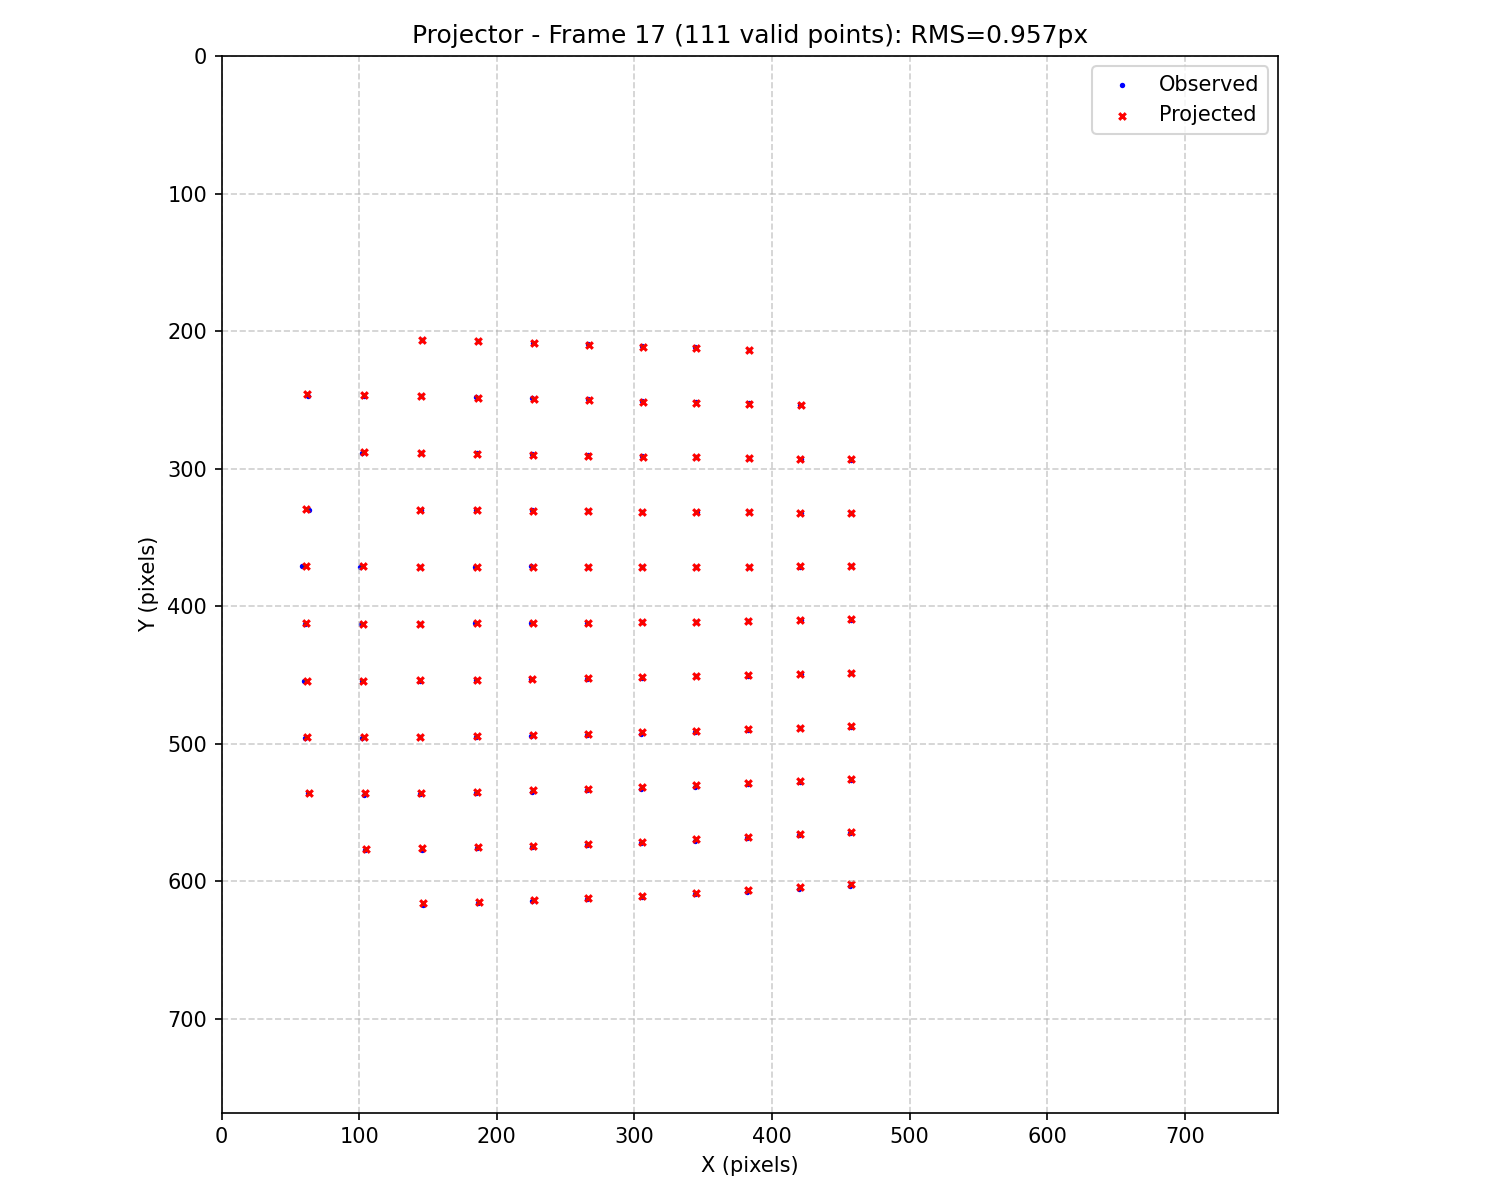 Projector - Frame 17 (111 valid points): RMS=0.957px
Observed
Projected
0
100
200
300
400
500
600
700
Y (pixels)
0 100 200 300 400 500 600 700
X (pixels)